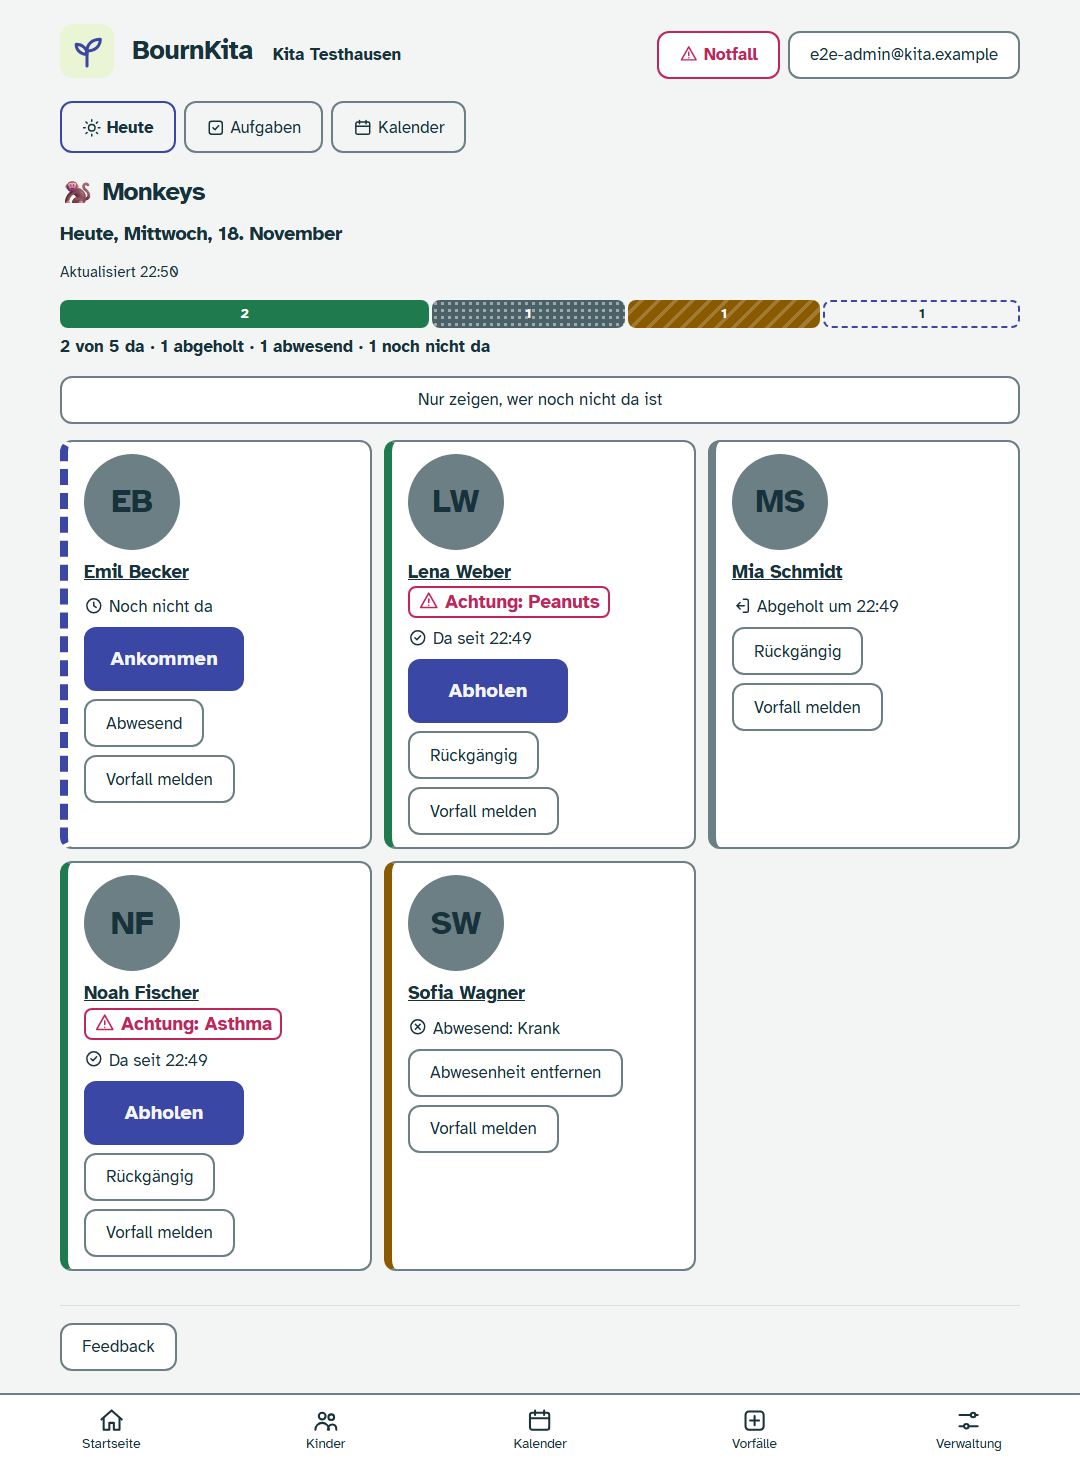 BournKita Kita Testhausen
Notfall
e2e-admin@kita.example
Heute
Aufgaben
Kalender
Monkeys
Heute, Mittwoch, 18. November
Aktualisiert 22:50
2
1
1
1
2 von 5 da · 1 abgeholt · 1 abwesend · 1 noch nicht da
Nur zeigen, wer noch nicht da ist
EB
Emil Becker
Noch nicht da
Ankommen
Abwesend
Vorfall melden
LW
Lena Weber
Achtung: Peanuts
Da seit 22:49
Abholen
Rückgängig
Vorfall melden
MS
Mia Schmidt
Abgeholt um 22:49
Rückgängig
Vorfall melden
NF
Noah Fischer
Achtung: Asthma
Da seit 22:49
Abholen
Rückgängig
Vorfall melden
SW
Sofia Wagner
Abwesend: Krank
Abwesenheit entfernen
Vorfall melden
Feedback
Startseite
Kinder
Kalender
Vorfälle
Verwaltung